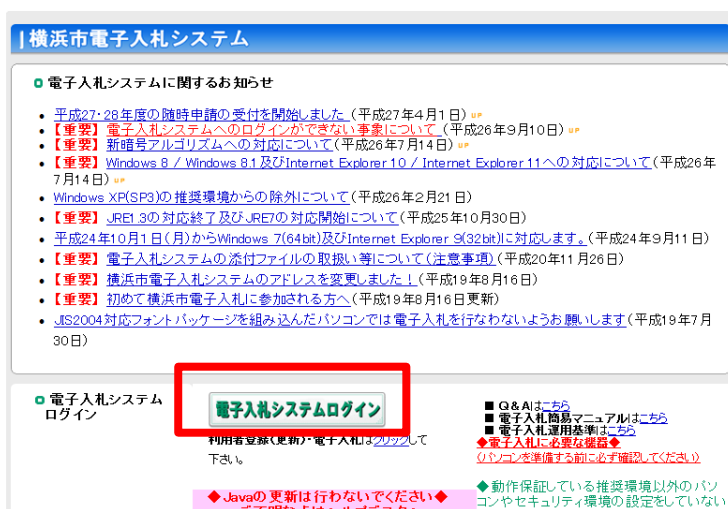 横浜市電子入札システム
電子入札システムに関するお知らせ
平成27・28年度の随時申請の受付を開始しました（平成27年4月1日） UP
【重要】電子入札システムへのログインができない事象について（平成26年9月10日） UP
【重要】新暗号アルゴリズムへの対応について（平成26年7月14日） UP
【重要】Windows 8 / Windows 8.1及びInternet Explorer 10 / Internet Explorer 11への対応について（平成26年
7月14日） UP
Windows XP(SP3)の推奨環境からの除外について（平成26年2月21日）
【重要】JRE1.3の対応終了及びJRE7の対応開始について（平成25年10月30日）
平成24年10月1日(月)からWindows 7(64bit)及びInternet Explorer 9(32bit)に対応します。（平成24年9月11日）
【重要】電子入札システムの添付ファイルの取扱い等について(注意事項)（平成20年11月26日）
【重要】横浜市電子入札システムのアドレスを変更しました！（平成19年8月16日）
【重要】初めて横浜市電子入札に参加される方へ（平成19年8月16日更新）
JIS2004対応フォントパッケージを組み込んだパソコンでは電子入札を行なわないようお願いします（平成19年7月
30日）
電子入札システム
ログイン
電子入札システムログイン
利用者登録(更新)・電子入札はクリックして
下さい。
◆Javaの更新は行わないでください◆
■ Q&Aはこちら
■ 電子入札簡易マニュアルはこちら
■ 電子入札運用基準はこちら
◆電子入札に必要な機器◆
(パソコンを準備する前に必ず確認してください)
◆動作保証している推奨環境以外のパソ
コンやセキュリティ環境の設定をしていない